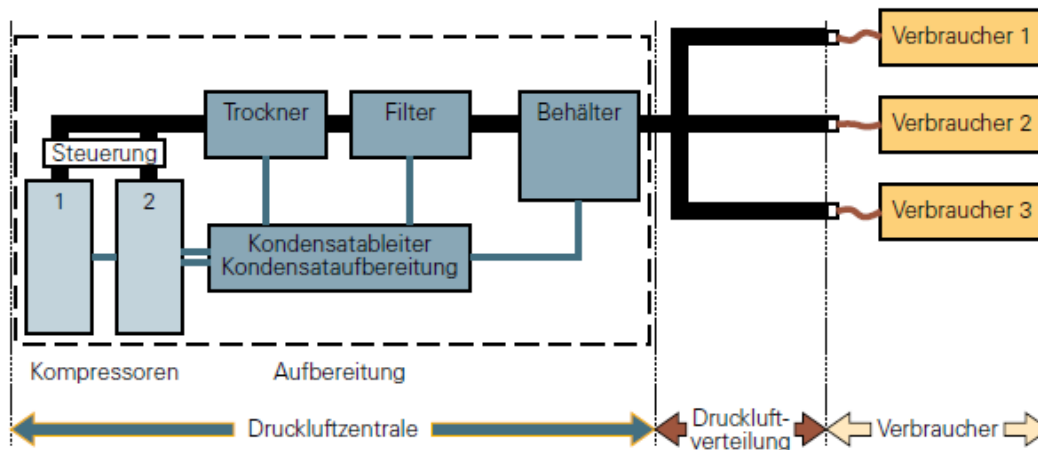 Verbraucher 1
Trockner
Filter
Behälter
Verbraucher 2
Steuerung
1
2
Verbraucher 3
Kondensatableiter
Kondensataufbereitung
Kompressoren
Aufbereitung
Druckluftzentrale
Druckluft-
verteilung
Verbraucher